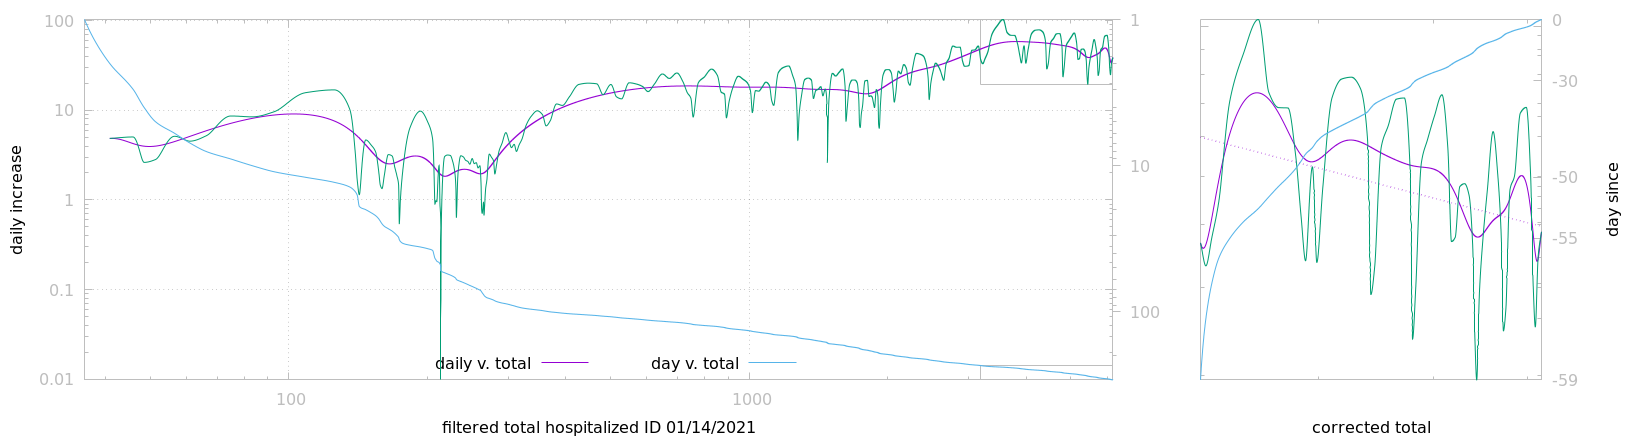 100
10
1
0.1
0.01
daily increase
100
1000
filtered total hospitalized ID 01/14/2021
daily v. total
day v. total
1
10
100
0
-30
-50
-55
-59
day since
corrected total